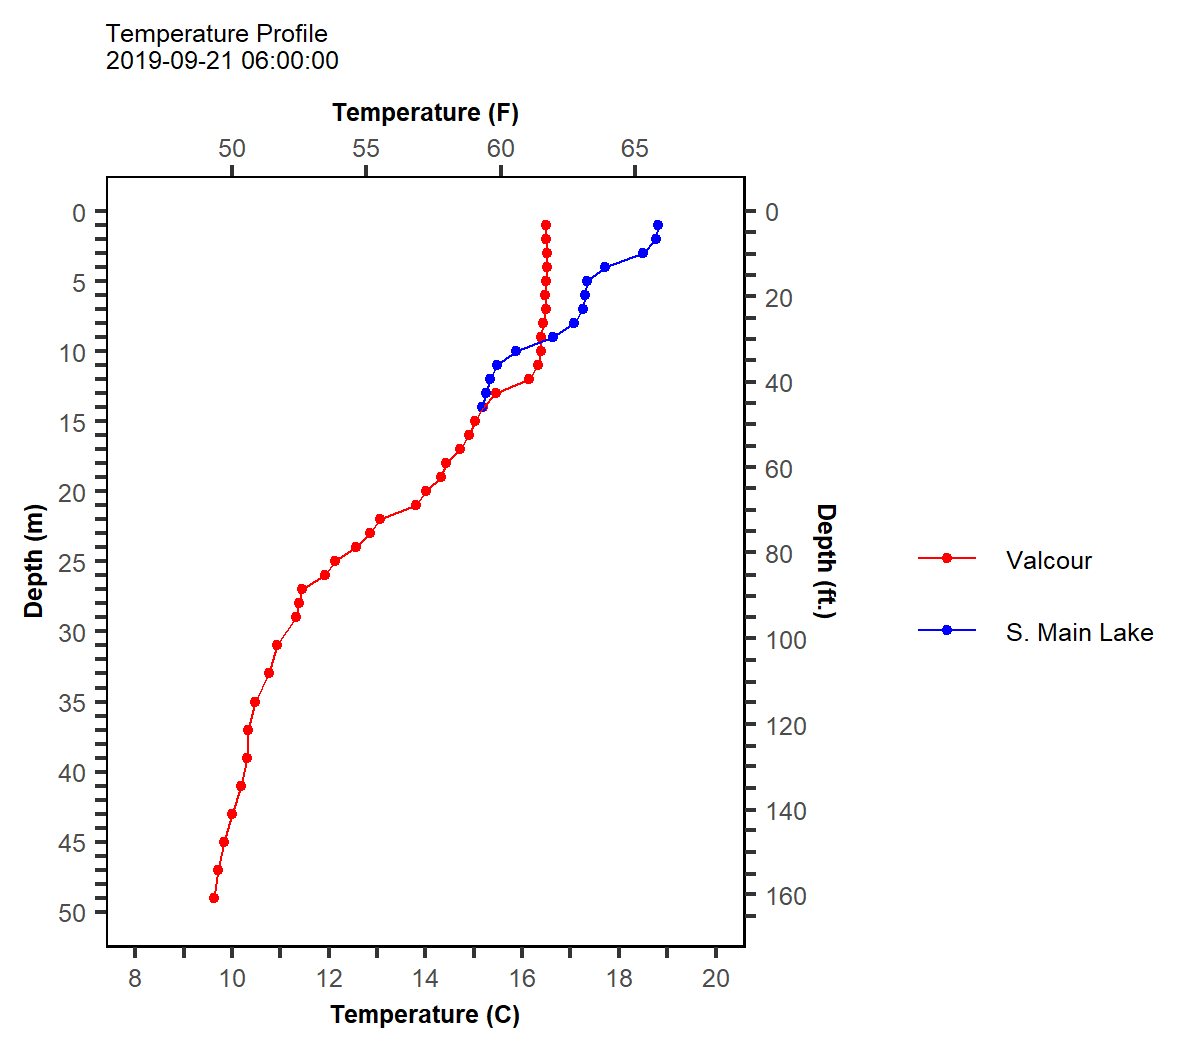 Temperature Profile
2019-09-21 06:00:00
Temperature (F)
50 55 60 65
0 0
5
20
10
40
15
60
20
80
25
30
100
35
120
40
140
45
160
50
Depth (m)
Depth (ft.)
Valcour
S. Main Lake
8 10 12 14 16 18 20
Temperature (C)